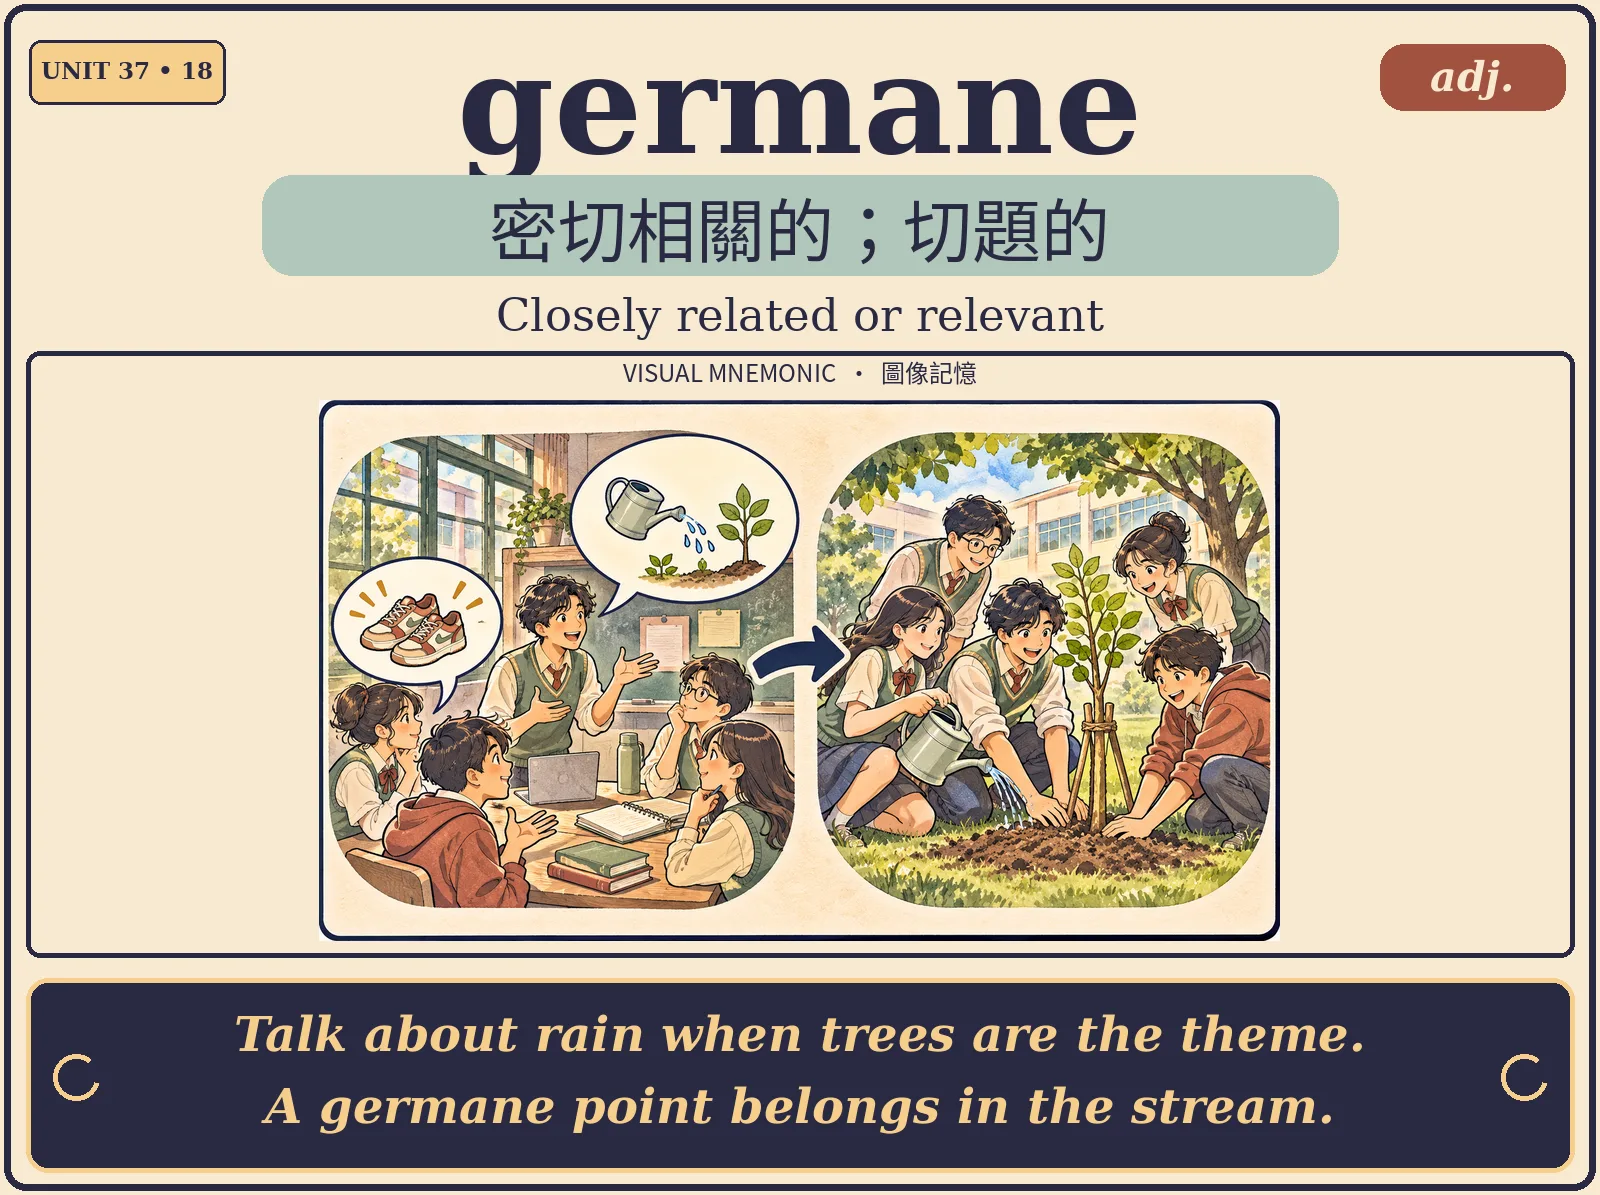 UNIT 37 • 18
germane
adj.
密切相關的；切題的
Closely related or relevant
VISUAL MNEMONIC • 圖像記憶
Talk about rain when trees are the theme.
A germane point belongs in the stream.